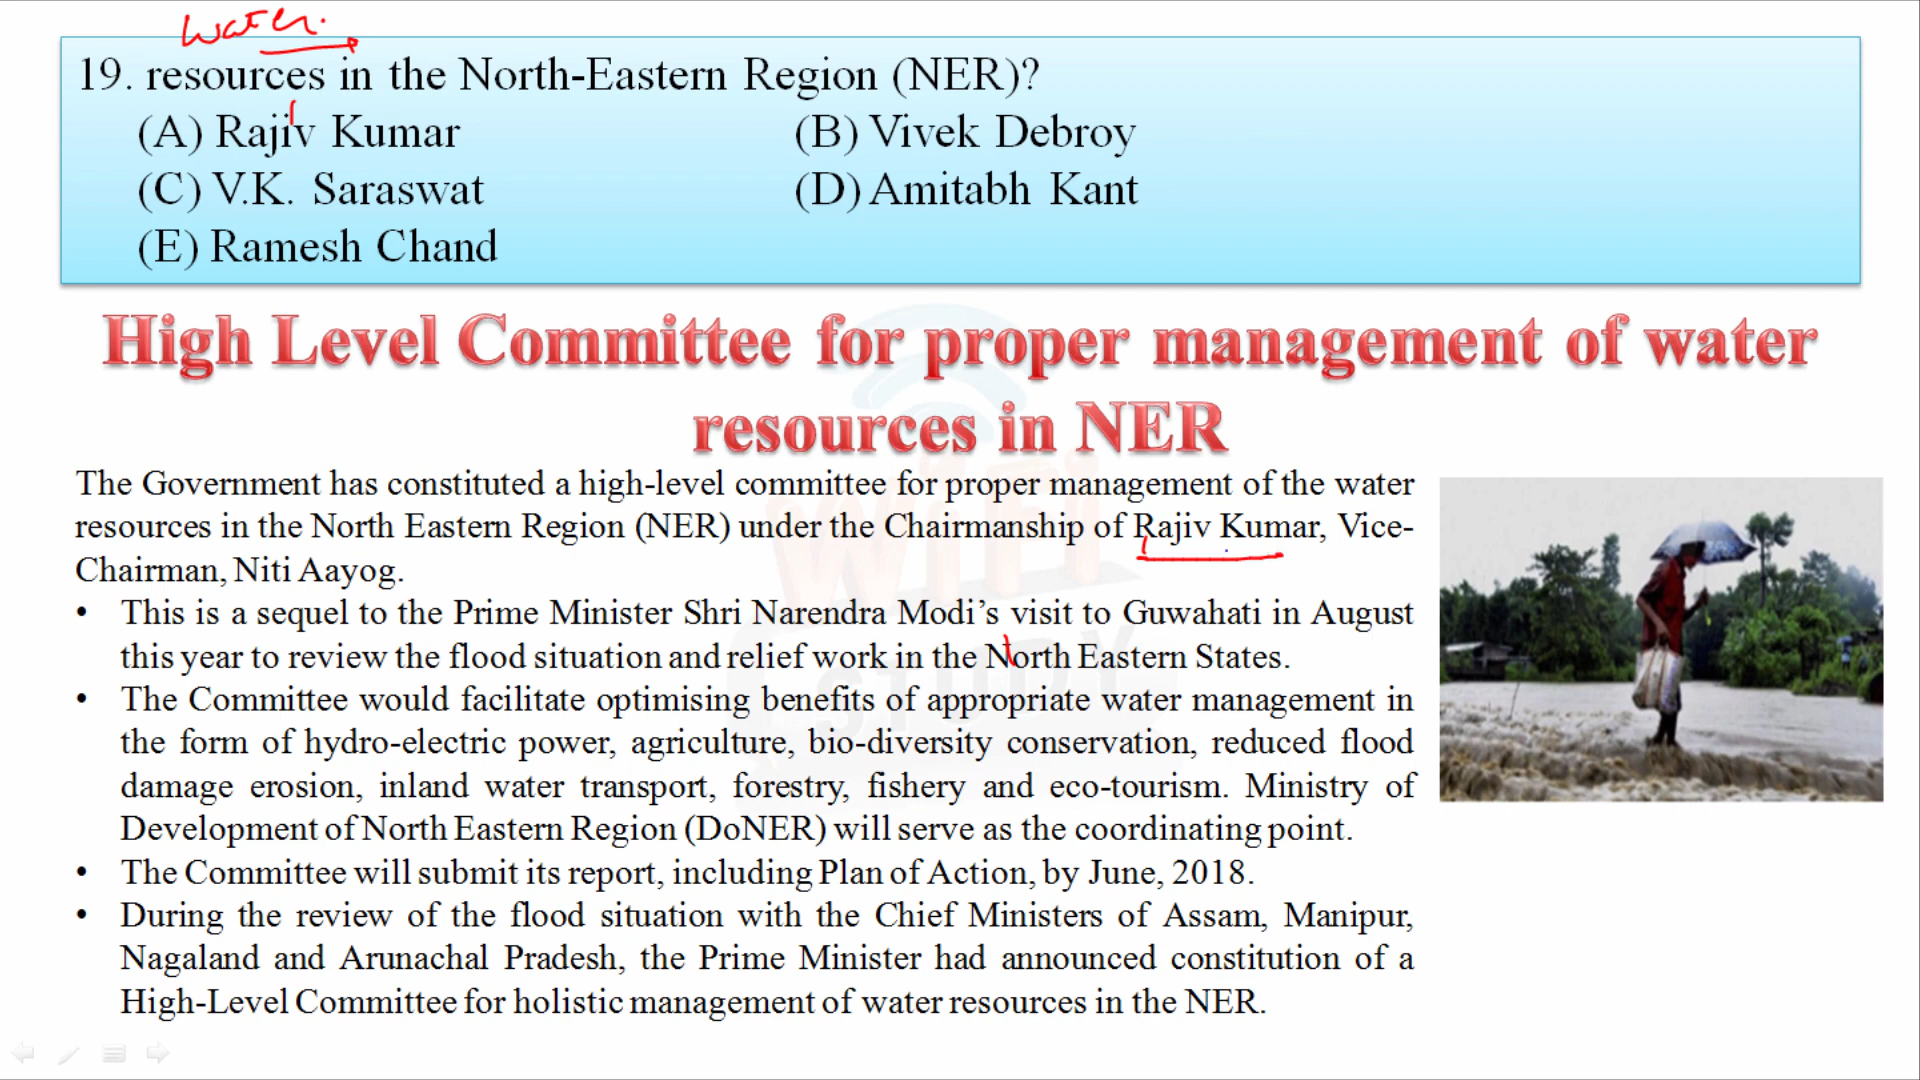 water.
19. resources in the North-Eastern Region (NER)?
(A) Rajiv Kumar (B) Vivek Debroy
(C) V.K. Saraswat (D) Amitabh Kant
(E) Ramesh Chand
High Level Committee for proper management of water
resources in NER
The Government has constituted a high-level committee for proper management of the water
resources in the North Eastern Region (NER) under the Chairmanship of Rajiv Kumar, Vice-
Chairman, Niti Aayog.
• This is a sequel to the Prime Minister Shri Narendra Modi’s visit to Guwahati in August
this year to review the flood situation and relief work in the North Eastern States.
• The Committee would facilitate optimising benefits of appropriate water management in
the form of hydro-electric power, agriculture, bio-diversity conservation, reduced flood
damage erosion, inland water transport, forestry, fishery and eco-tourism. Ministry of
Development of North Eastern Region (DoNER) will serve as the coordinating point.
• The Committee will submit its report, including Plan of Action, by June, 2018.
• During the review of the flood situation with the Chief Ministers of Assam, Manipur,
Nagaland and Arunachal Pradesh, the Prime Minister had announced constitution of a
High-Level Committee for holistic management of water resources in the NER.
WiFi
STUDY